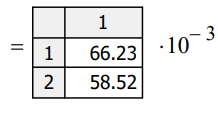 1
= 1 66.23 ·10⁻³
2 58.52